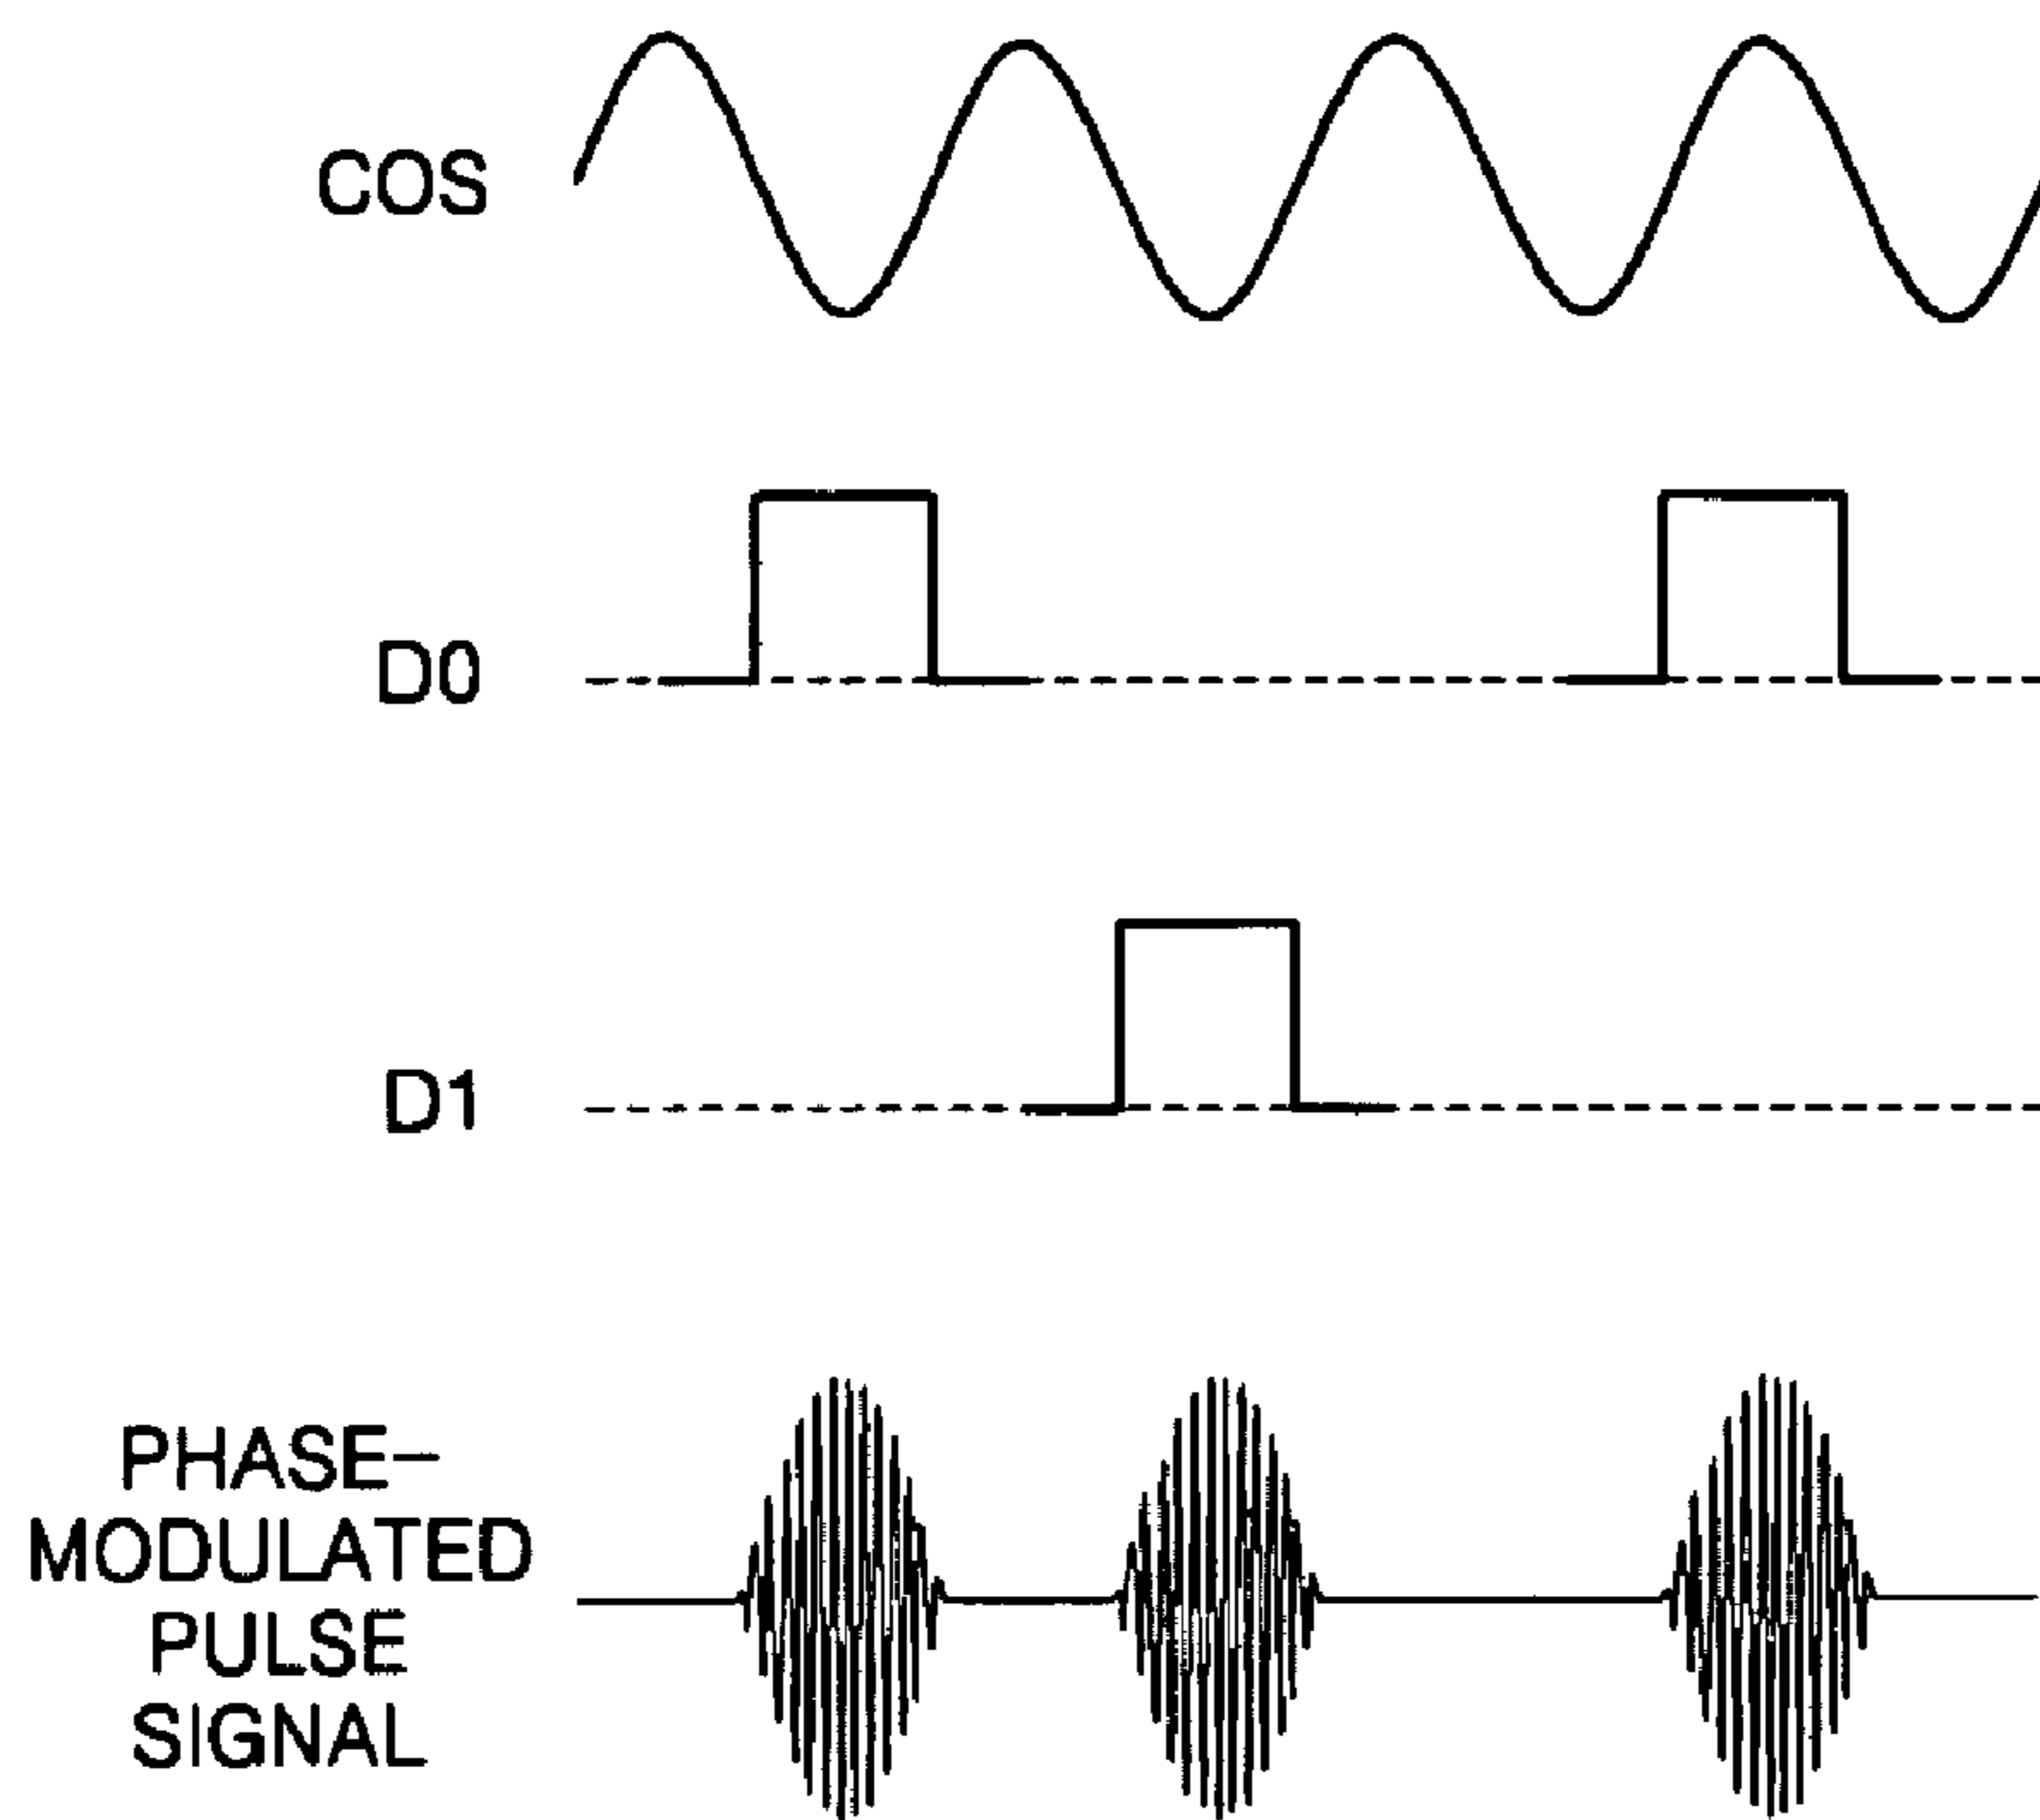 COS
D0
D1
PHASE–
MODULATED
PULSE
SIGNAL